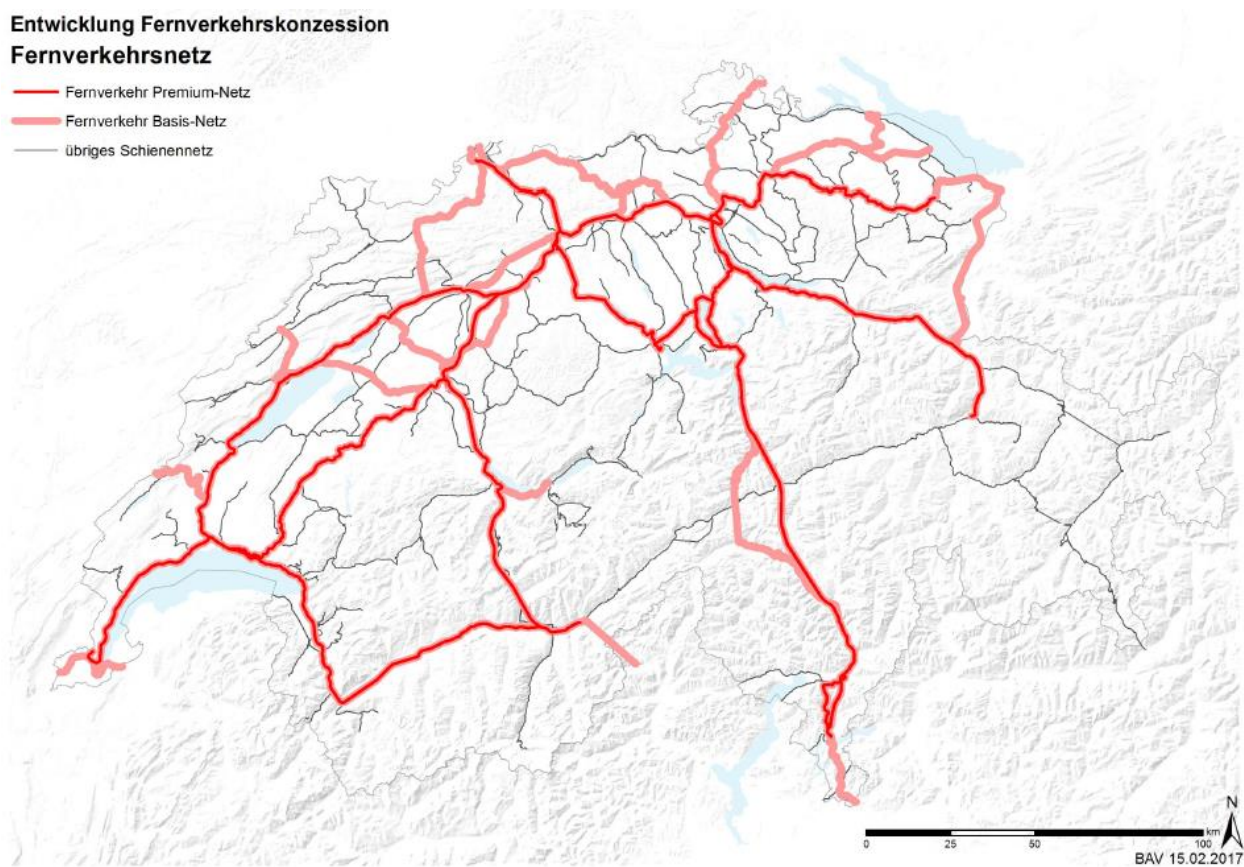 Entwicklung Fernverkehrskonzession
Fernverkehrsnetz
Fernverkehr Premium-Netz
Fernverkehr Basis-Netz
übriges Schienennetz
N
km
0 25 50 100
BAV 15.02.2017